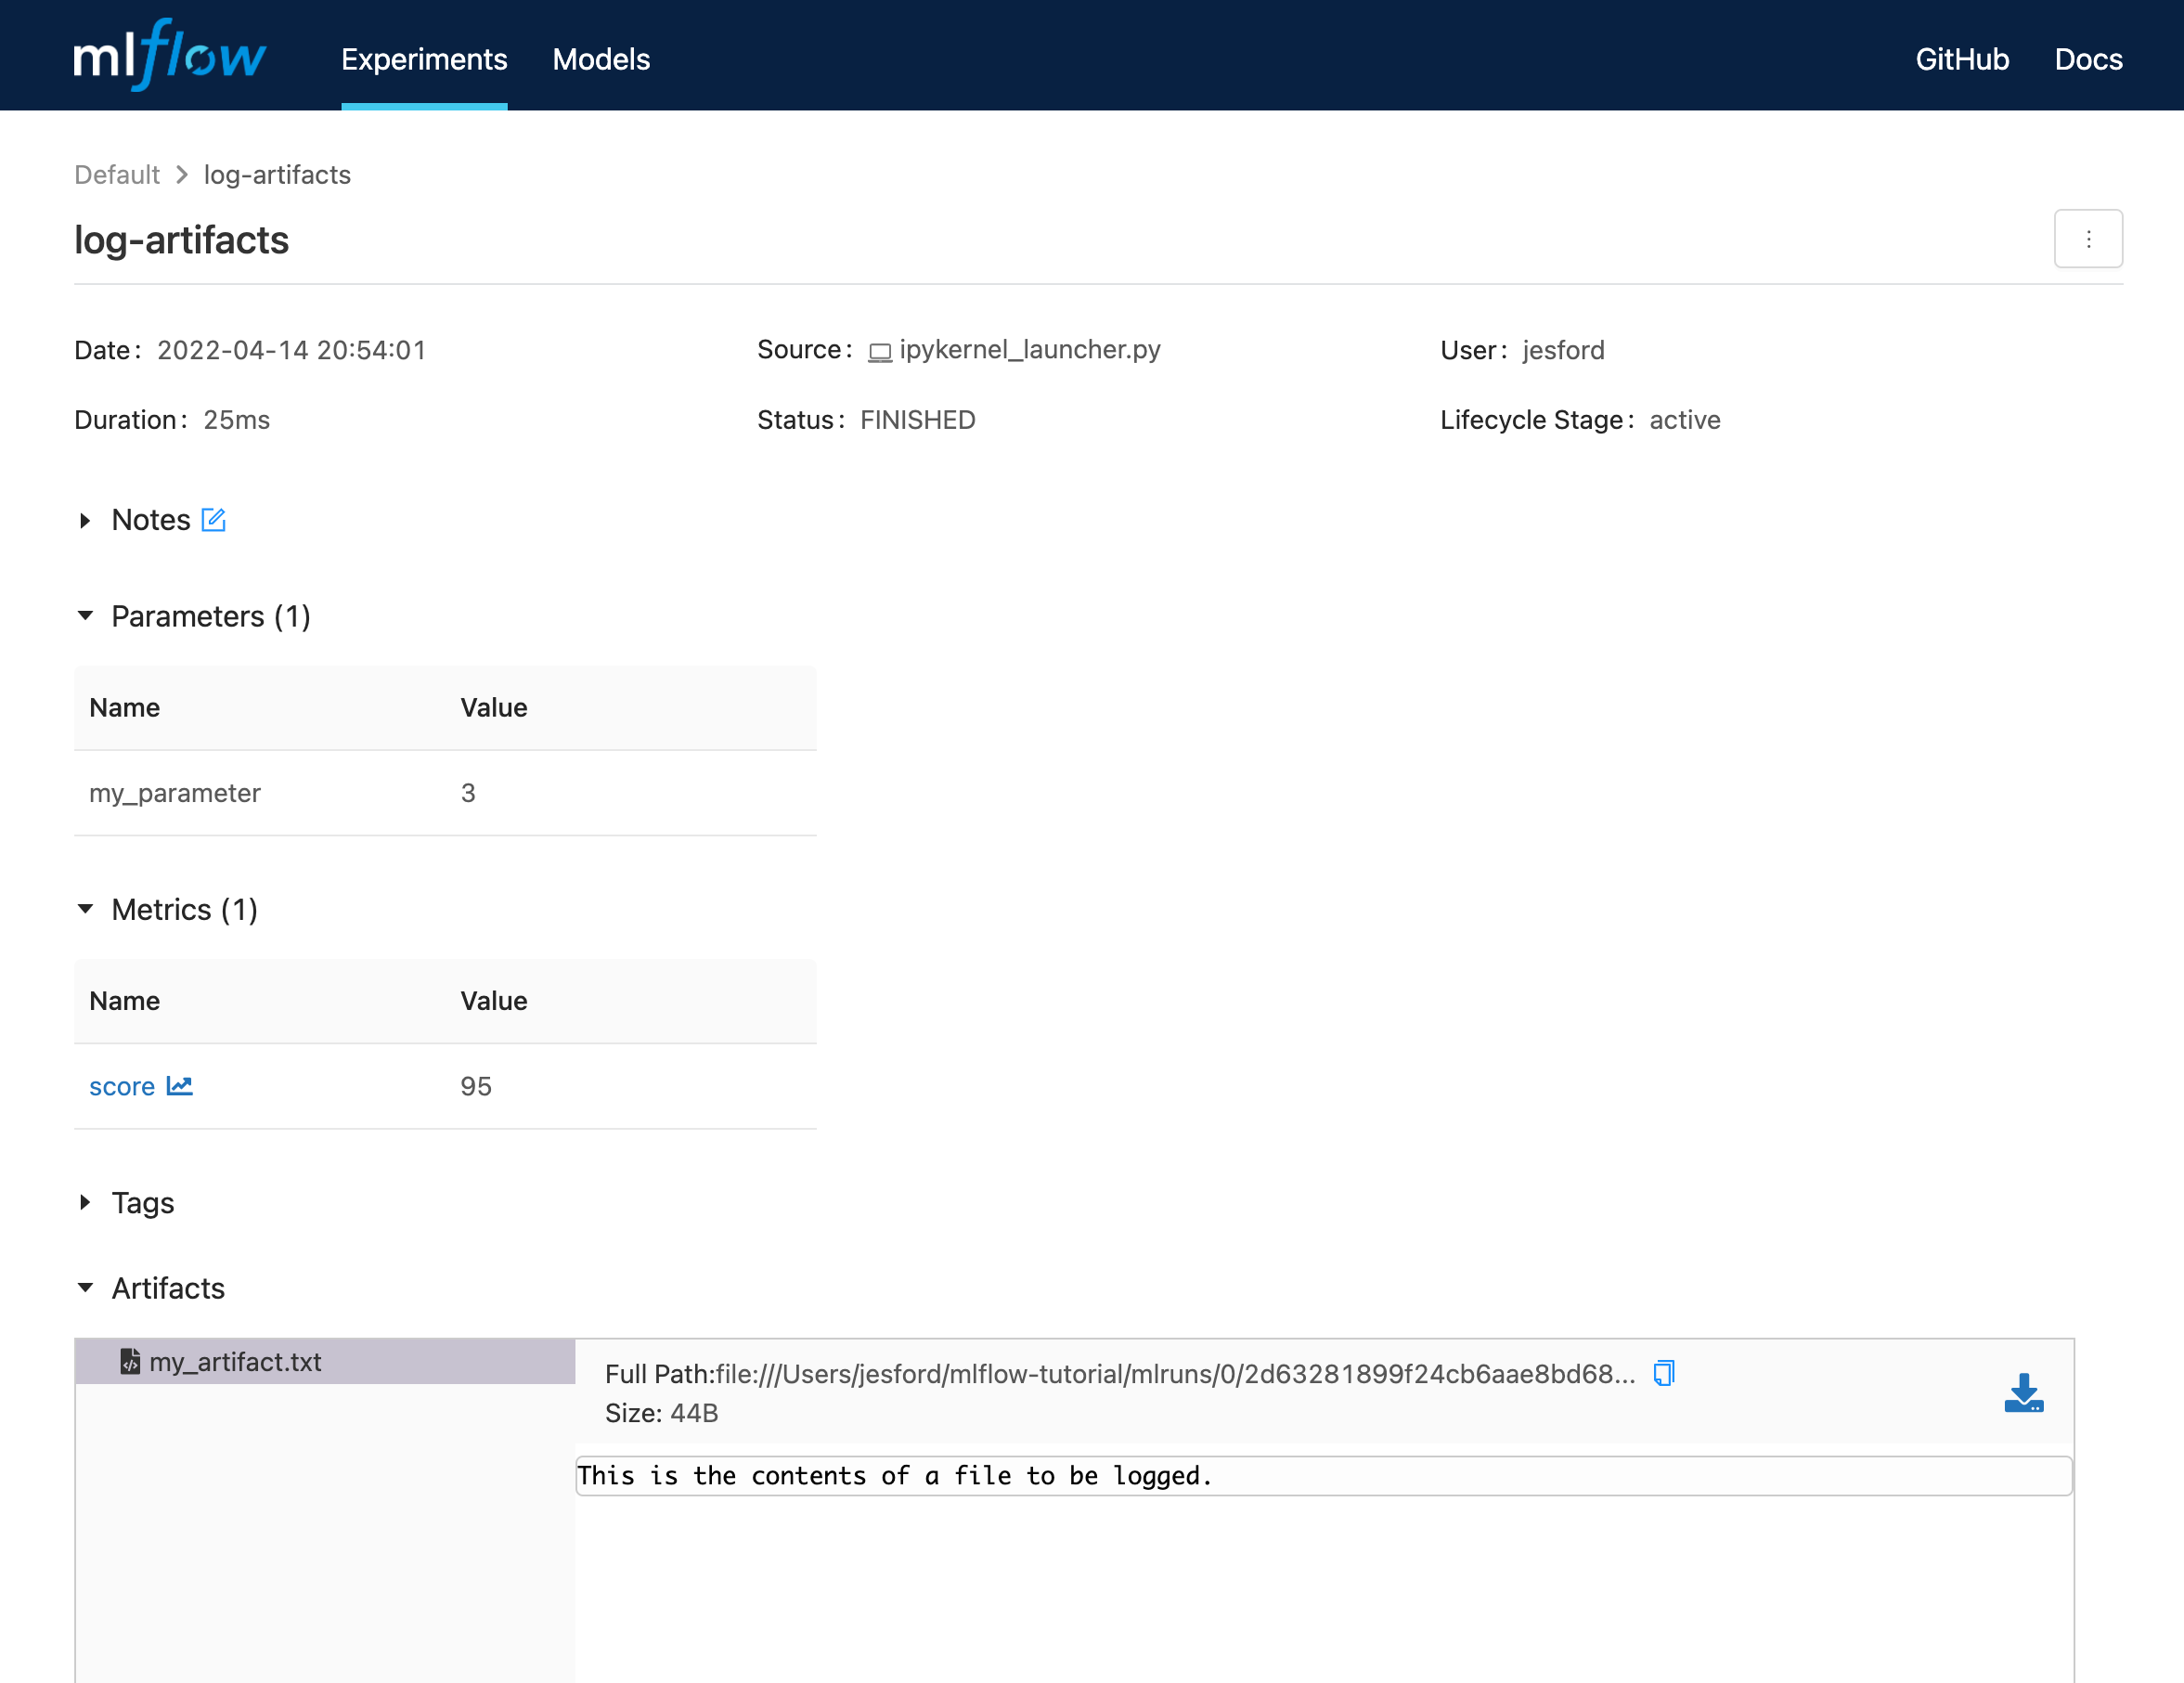 mlflow Experiments Models GitHub Docs
Default > log-artifacts
log-artifacts
Date: 2022-04-14 20:54:01 Source: ipykernel_launcher.py User: jesford
Duration: 25ms Status: FINISHED Lifecycle Stage: active
Notes
Parameters (1)
Name Value
my_parameter 3
Metrics (1)
Name Value
score 95
Tags
Artifacts
my_artifact.txt
Full Path:file:///Users/jesford/mlflow-tutorial/mlruns/0/2d63281899f24cb6aae8bd68...
Size: 44B
This is the contents of a file to be logged.